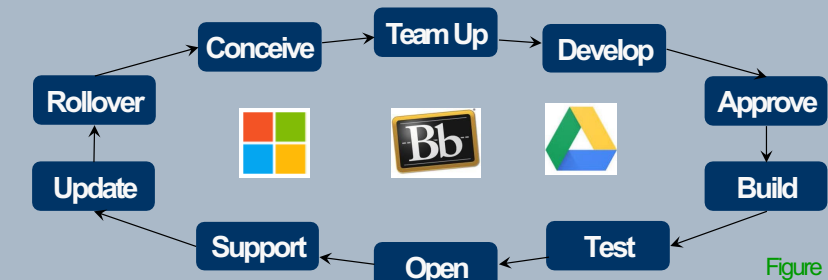 Conceive
Team Up
Develop
Rollover
Approve
Bb
Update
Build
Support
Open
Test
Figure